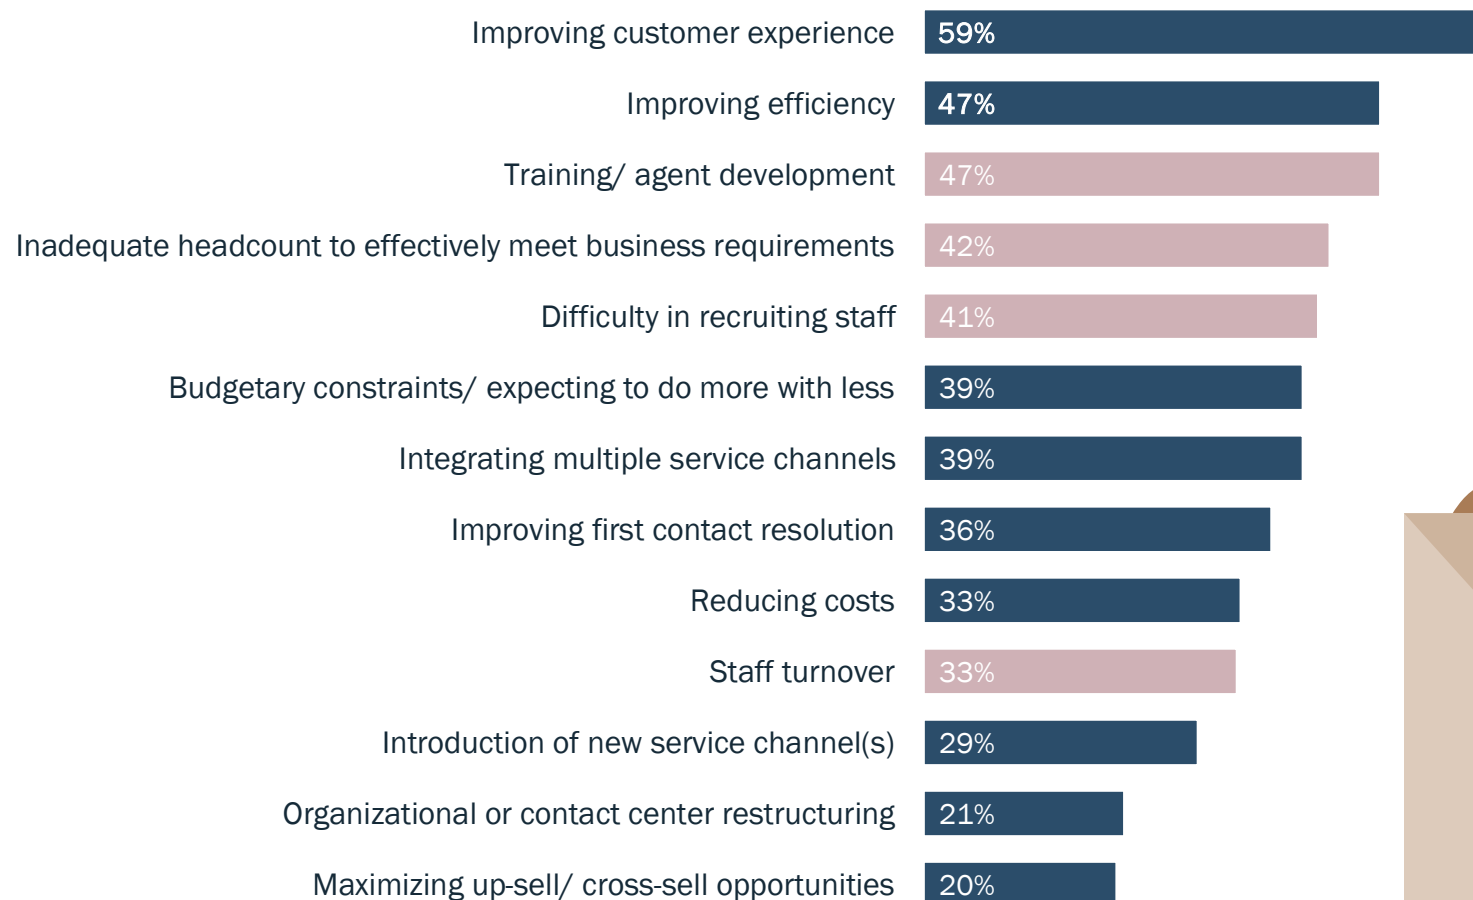 Improving customer experience 59%
Improving efficiency 47%
Training/ agent development 47%
Inadequate headcount to effectively meet business requirements 42%
Difficulty in recruiting staff 41%
Budgetary constraints/ expecting to do more with less 39%
Integrating multiple service channels 39%
Improving first contact resolution 36%
Reducing costs 33%
Staff turnover 33%
Introduction of new service channel(s) 29%
Organizational or contact center restructuring 21%
Maximizing up-sell/ cross-sell opportunities 20%